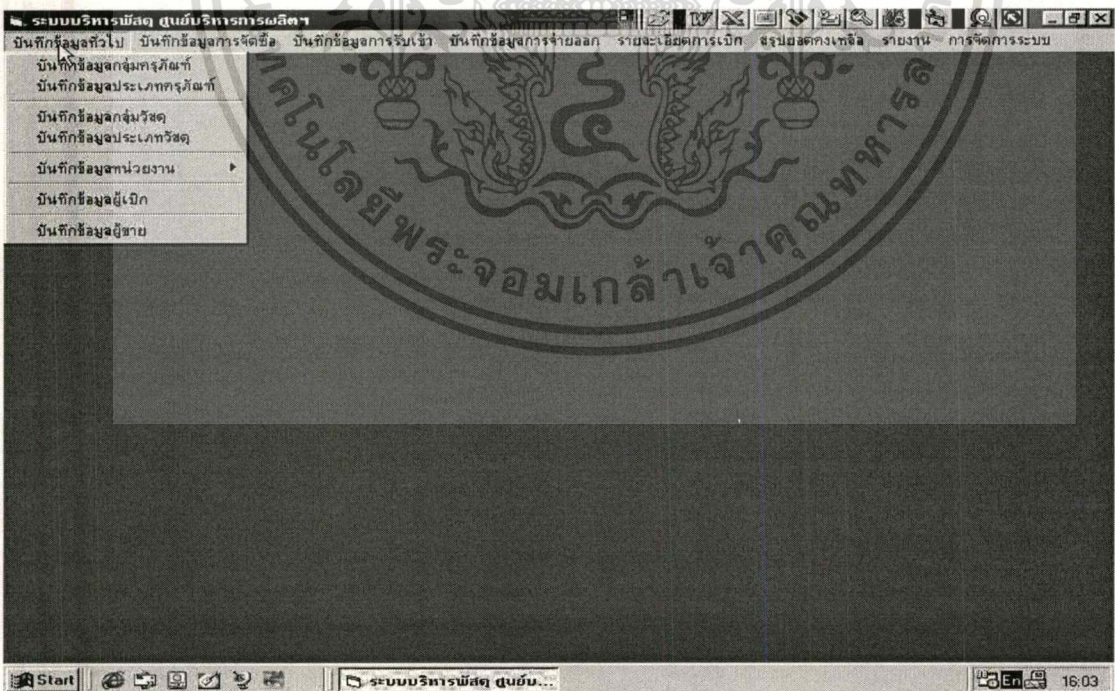 ระบบบริหารพัสดุ ศูนย์บริหารการผลิตฯ
บันทึกข้อมูลทั่วไป บันทึกข้อมูลการจัดซื้อ บันทึกข้อมูลการรับเข้า บันทึกข้อมูลการจ่ายออก รายละเอียดการเบิก สรุปยอดคงเหลือ รายงาน การจัดการระบบ
บันทึกข้อมูลกลุ่มครุภัณฑ์
บันทึกข้อมูลประเภทครุภัณฑ์
บันทึกข้อมูลกลุ่มวัสดุ
บันทึกข้อมูลประเภทวัสดุ
บันทึกข้อมูลหน่วยงาน
บันทึกข้อมูลผู้เบิก
บันทึกข้อมูลผู้ขาย
คโนโลยีพระจอมเกล้าเจ้าคุณทหารล
Start ระบบบริหารพัสดุ ศูนย์บ... En 16:03